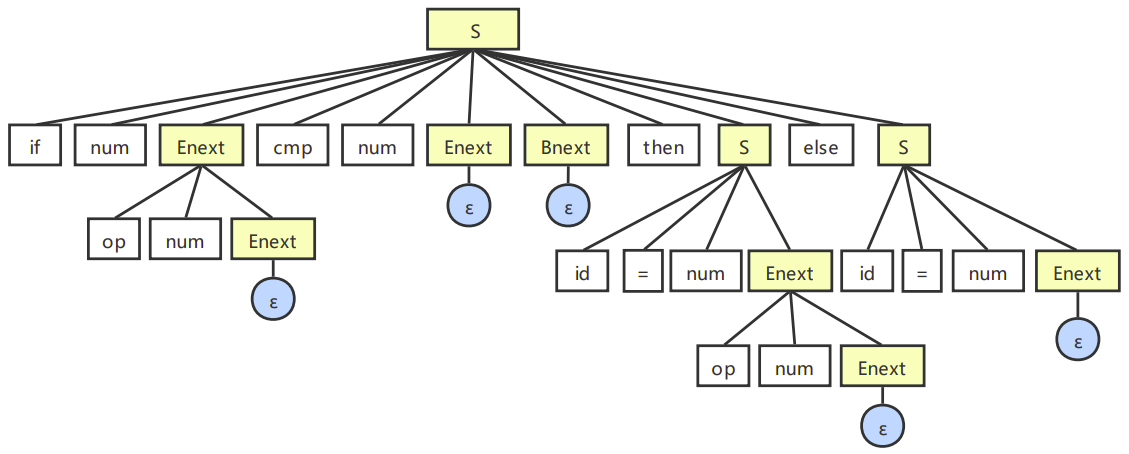 S
if num Enext cmp num Enext Bnext then S else S
ε ε
op num Enext
id = num Enext id = num Enext
ε
ε
op num Enext
ε